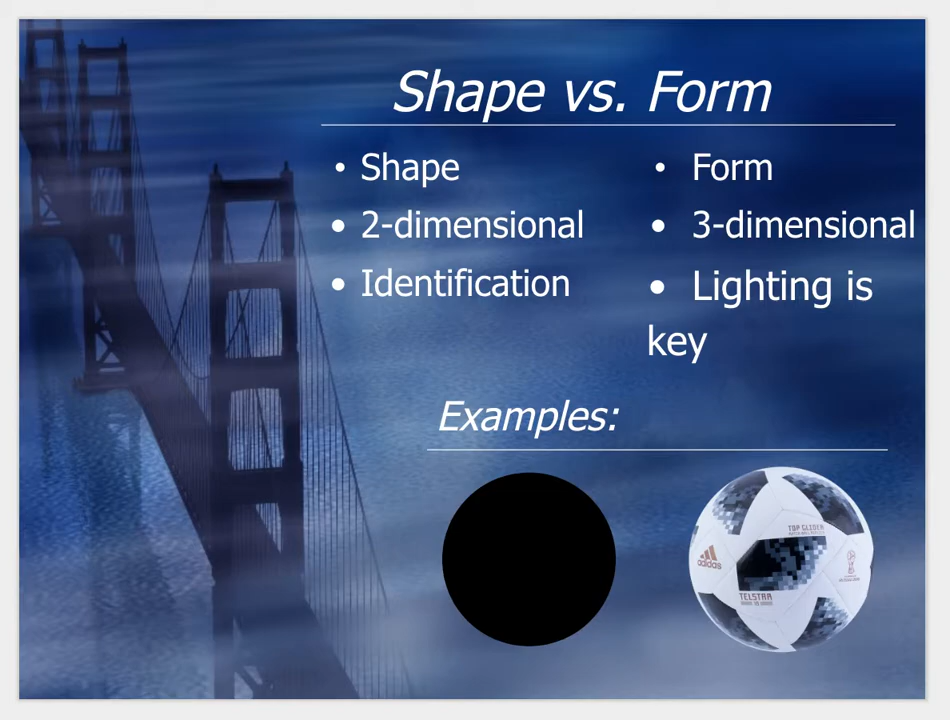 Shape vs. Form
• Shape
• 2-dimensional
• Identification
• Form
• 3-dimensional
• Lighting is
key
Examples:
TOP GLIDER
adidas
TELSTAR